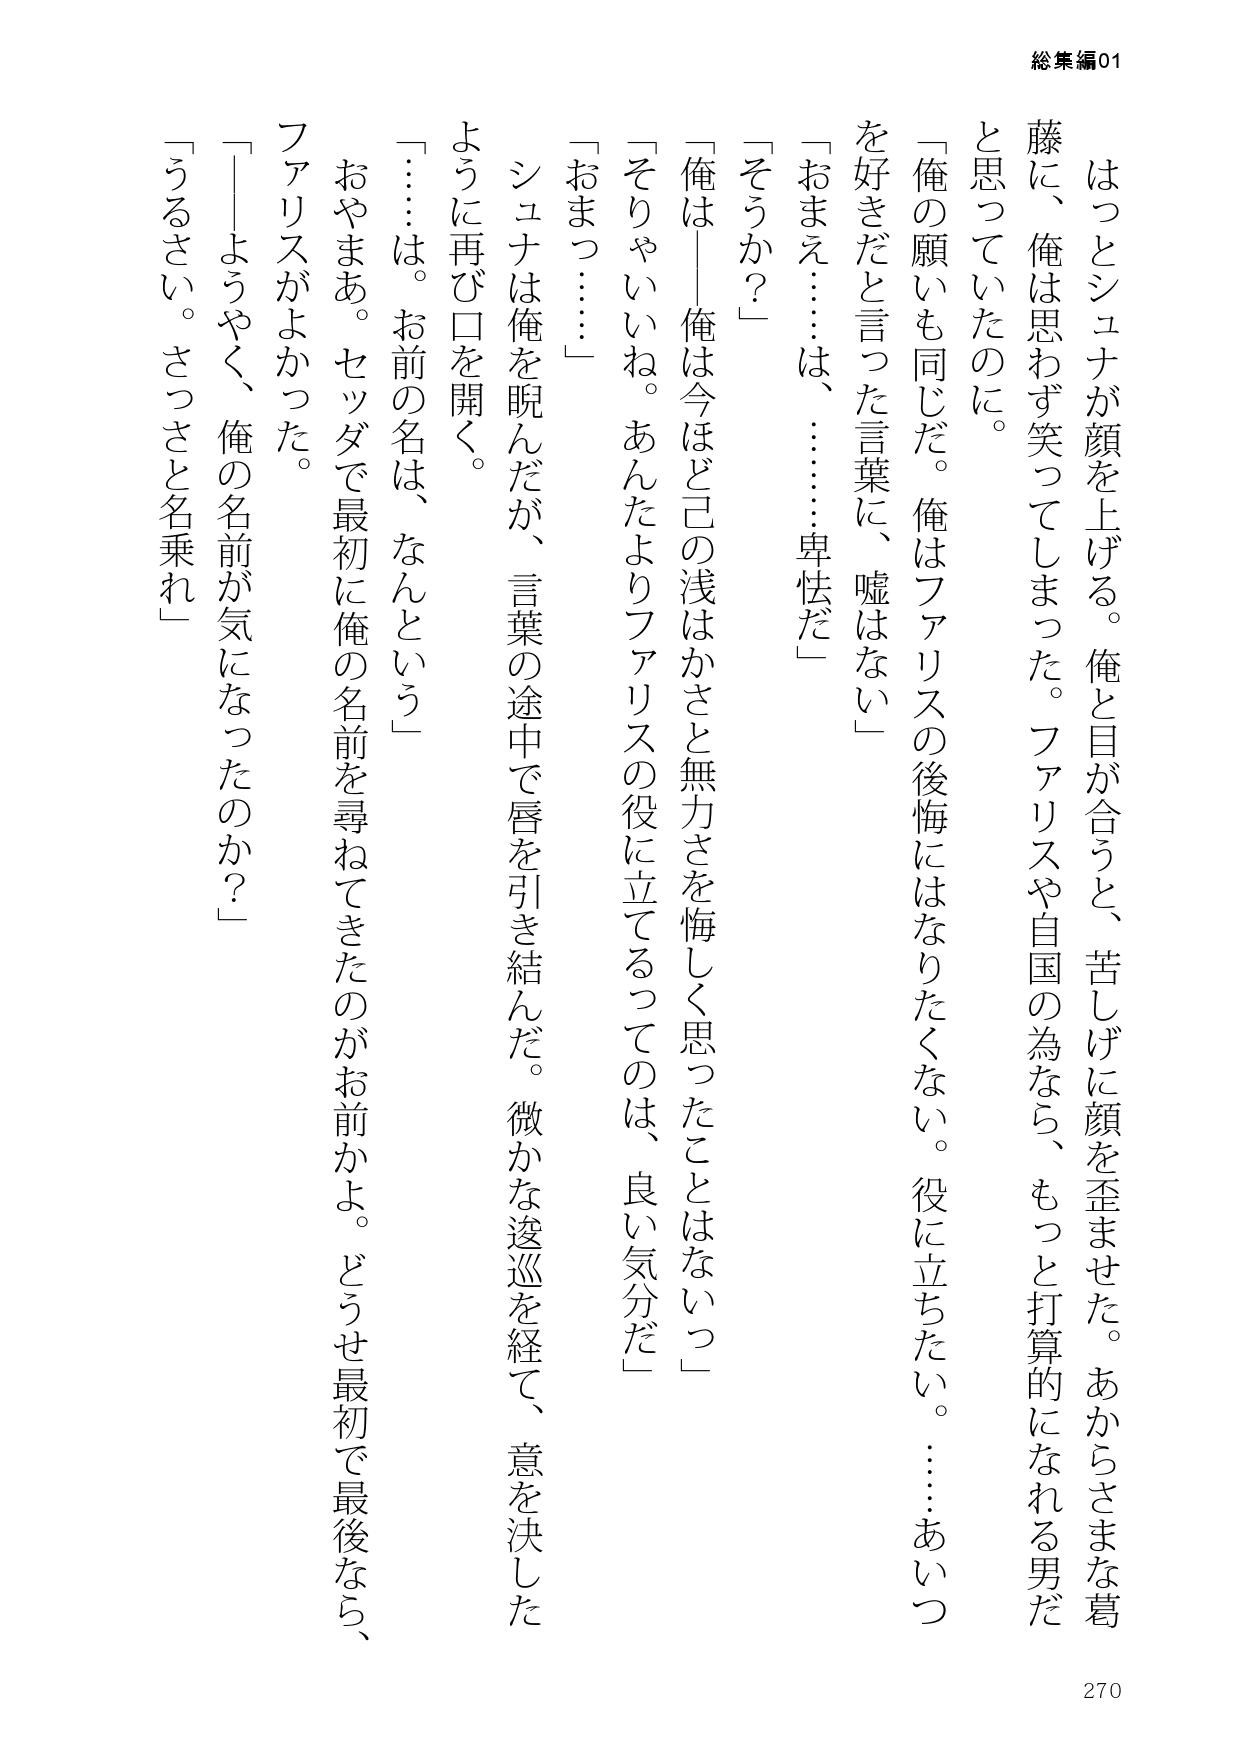 総集編01
　はっとシュナが顔を上げる。俺と目が合うと、苦しげに顔を歪ませた。あからさまな葛
藤に、俺は思わず笑ってしまった。ファリスや自国の為なら、もっと打算的になれる男だ
と思っていたのに。
「俺の願いも同じだ。俺はファリスの後悔にはなりたくない。役に立ちたい。……あいつ
を好きだと言った言葉に、嘘はない」
「おまえ……は、………卑怯だ」
「そうか？」
「俺は――俺は今ほど己の浅はかさと無力さを悔しく思ったことはないっ」
「そりゃいいね。あんたよりファリスの役に立てるってのは、良い気分だ」
「おまっ……」
　シュナは俺を睨んだが、言葉の途中で唇を引き結んだ。微かな逡巡を経て、意を決した
ように再び口を開く。
「……は。お前の名は、なんという」
　おやまあ。セッダで最初に俺の名前を尋ねてきたのがお前かよ。どうせ最初で最後なら、
ファリスがよかった。
「――ようやく、俺の名前が気になったのか？」
「うるさい。さっさと名乗れ」
270